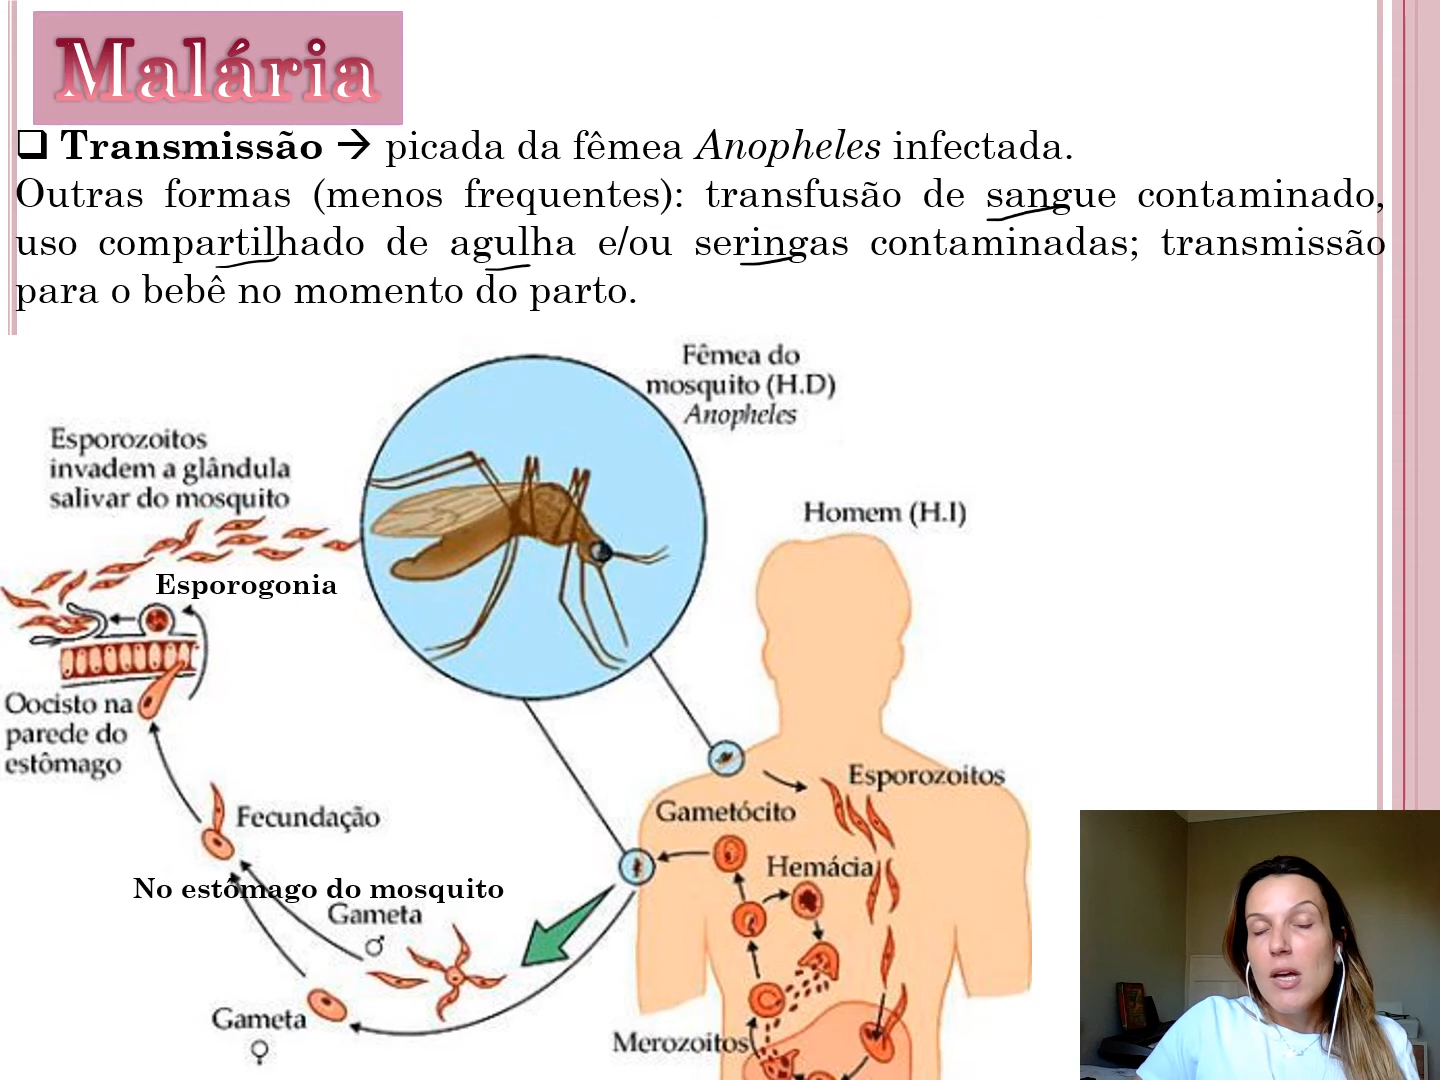 Malária
❑ Transmissão → picada da fêmea Anopheles infectada.
Outras formas (menos frequentes): transfusão de sangue contaminado,
uso compartilhado de agulha e/ou seringas contaminadas; transmissão
para o bebê no momento do parto.
Fêmea do
mosquito (H.D)
Anopheles
Esporozoitos
invadem a glândula
salivar do mosquito
Homem (H.I)
Esporogonia
Oocisto na
parede do
estômago
Esporozoitos
Gametócito
Fecundação
Hemácia
No estômago do mosquito
Gameta
♂
Gameta
♀
Merozoitos